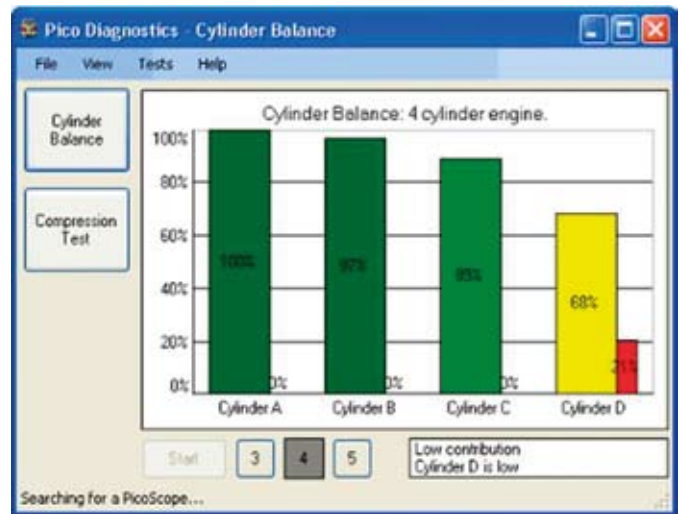 Pico Diagnostics - Cylinder Balance
File View Tests Help
Cylinder
Balance
Compression
Test
Cylinder Balance: 4 cylinder engine.
100%
80%
60%
40%
20%
0%
100%
0%
97%
0%
89%
0%
68%
21%
Cylinder A Cylinder B Cylinder C Cylinder D
Start 3 4 5
Low contribution
Cylinder D is low
Searching for a PicoScope...